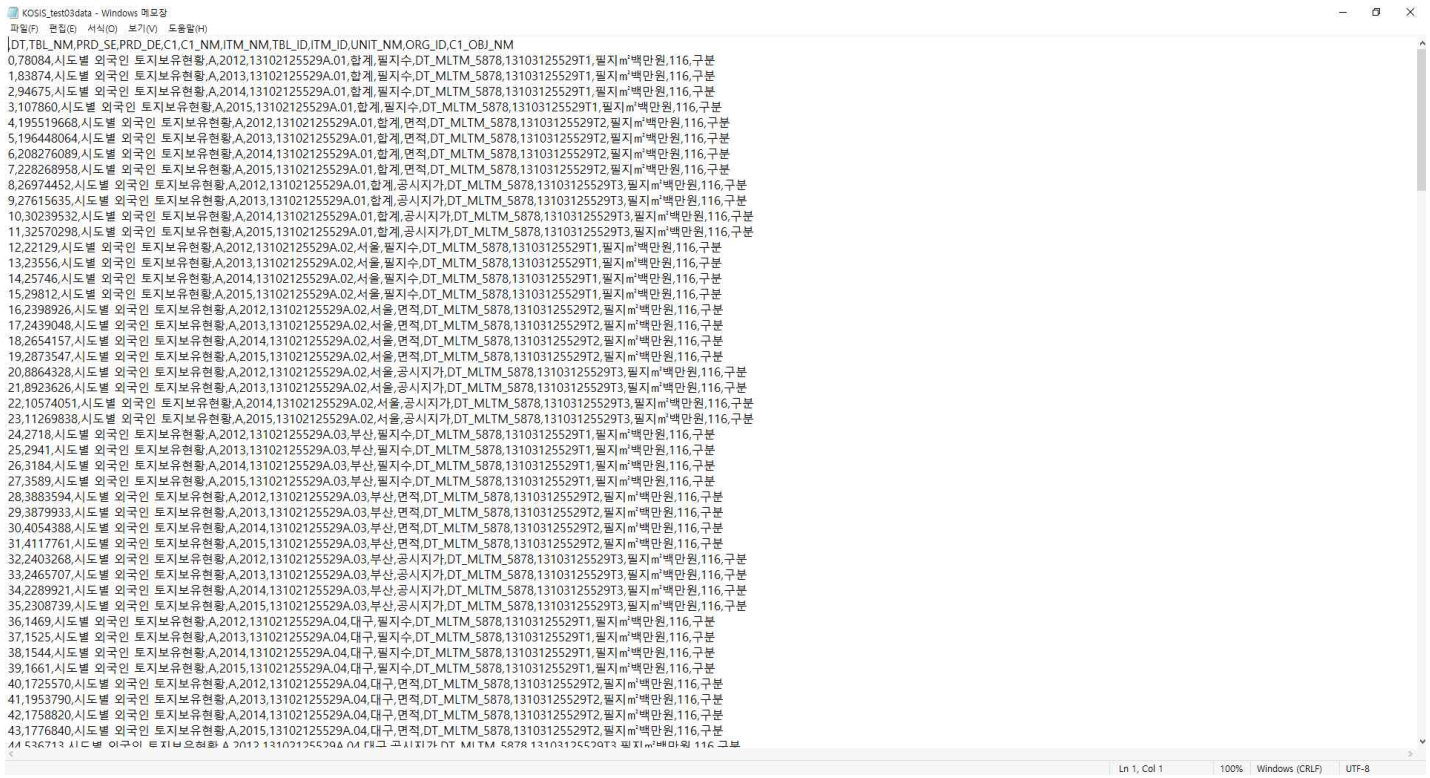 KOSIS_test03data - Windows 메모장
파일(F) 편집(E) 서식(O) 보기(V) 도움말(H)
,DT,TBL_NM,PRD_SE,PRD_DE,C1,C1_NM,ITM_NM,TBL_ID,ITM_ID,UNIT_NM,ORG_ID,C1_OBJ_NM
0,78084,시도별 외국인 토지보유현황,A,2012,13102125529A.01,합계,필지수,DT_MLTM_5878,13103125529T1,필지㎡백만원,116,구분
1,83874,시도별 외국인 토지보유현황,A,2013,13102125529A.01,합계,필지수,DT_MLTM_5878,13103125529T1,필지㎡백만원,116,구분
2,94675,시도별 외국인 토지보유현황,A,2014,13102125529A.01,합계,필지수,DT_MLTM_5878,13103125529T1,필지㎡백만원,116,구분
3,107860,시도별 외국인 토지보유현황,A,2015,13102125529A.01,합계,필지수,DT_MLTM_5878,13103125529T1,필지㎡백만원,116,구분
4,195519668,시도별 외국인 토지보유현황,A,2012,13102125529A.01,합계,면적,DT_MLTM_5878,13103125529T2,필지㎡백만원,116,구분
5,196448064,시도별 외국인 토지보유현황,A,2013,13102125529A.01,합계,면적,DT_MLTM_5878,13103125529T2,필지㎡백만원,116,구분
6,208276089,시도별 외국인 토지보유현황,A,2014,13102125529A.01,합계,면적,DT_MLTM_5878,13103125529T2,필지㎡백만원,116,구분
7,228268958,시도별 외국인 토지보유현황,A,2015,13102125529A.01,합계,면적,DT_MLTM_5878,13103125529T2,필지㎡백만원,116,구분
8,26974452,시도별 외국인 토지보유현황,A,2012,13102125529A.01,합계,공시지가,DT_MLTM_5878,13103125529T3,필지㎡백만원,116,구분
9,27615635,시도별 외국인 토지보유현황,A,2013,13102125529A.01,합계,공시지가,DT_MLTM_5878,13103125529T3,필지㎡백만원,116,구분
10,30239532,시도별 외국인 토지보유현황,A,2014,13102125529A.01,합계,공시지가,DT_MLTM_5878,13103125529T3,필지㎡백만원,116,구분
11,32570298,시도별 외국인 토지보유현황,A,2015,13102125529A.01,합계,공시지가,DT_MLTM_5878,13103125529T3,필지㎡백만원,116,구분
12,22129,시도별 외국인 토지보유현황,A,2012,13102125529A.02,서울,필지수,DT_MLTM_5878,13103125529T1,필지㎡백만원,116,구분
13,23556,시도별 외국인 토지보유현황,A,2013,13102125529A.02,서울,필지수,DT_MLTM_5878,13103125529T1,필지㎡백만원,116,구분
14,25746,시도별 외국인 토지보유현황,A,2014,13102125529A.02,서울,필지수,DT_MLTM_5878,13103125529T1,필지㎡백만원,116,구분
15,29812,시도별 외국인 토지보유현황,A,2015,13102125529A.02,서울,필지수,DT_MLTM_5878,13103125529T1,필지㎡백만원,116,구분
16,2398926,시도별 외국인 토지보유현황,A,2012,13102125529A.02,서울,면적,DT_MLTM_5878,13103125529T2,필지㎡백만원,116,구분
17,2439048,시도별 외국인 토지보유현황,A,2013,13102125529A.02,서울,면적,DT_MLTM_5878,13103125529T2,필지㎡백만원,116,구분
18,2654157,시도별 외국인 토지보유현황,A,2014,13102125529A.02,서울,면적,DT_MLTM_5878,13103125529T2,필지㎡백만원,116,구분
19,2873547,시도별 외국인 토지보유현황,A,2015,13102125529A.02,서울,면적,DT_MLTM_5878,13103125529T2,필지㎡백만원,116,구분
20,8864328,시도별 외국인 토지보유현황,A,2012,13102125529A.02,서울,공시지가,DT_MLTM_5878,13103125529T3,필지㎡백만원,116,구분
21,8923626,시도별 외국인 토지보유현황,A,2013,13102125529A.02,서울,공시지가,DT_MLTM_5878,13103125529T3,필지㎡백만원,116,구분
22,10574051,시도별 외국인 토지보유현황,A,2014,13102125529A.02,서울,공시지가,DT_MLTM_5878,13103125529T3,필지㎡백만원,116,구분
23,11269838,시도별 외국인 토지보유현황,A,2015,13102125529A.02,서울,공시지가,DT_MLTM_5878,13103125529T3,필지㎡백만원,116,구분
24,2718,시도별 외국인 토지보유현황,A,2012,13102125529A.03,부산,필지수,DT_MLTM_5878,13103125529T1,필지㎡백만원,116,구분
25,2941,시도별 외국인 토지보유현황,A,2013,13102125529A.03,부산,필지수,DT_MLTM_5878,13103125529T1,필지㎡백만원,116,구분
26,3184,시도별 외국인 토지보유현황,A,2014,13102125529A.03,부산,필지수,DT_MLTM_5878,13103125529T1,필지㎡백만원,116,구분
27,3589,시도별 외국인 토지보유현황,A,2015,13102125529A.03,부산,필지수,DT_MLTM_5878,13103125529T1,필지㎡백만원,116,구분
28,3883594,시도별 외국인 토지보유현황,A,2012,13102125529A.03,부산,면적,DT_MLTM_5878,13103125529T2,필지㎡백만원,116,구분
29,3879933,시도별 외국인 토지보유현황,A,2013,13102125529A.03,부산,면적,DT_MLTM_5878,13103125529T2,필지㎡백만원,116,구분
30,4054388,시도별 외국인 토지보유현황,A,2014,13102125529A.03,부산,면적,DT_MLTM_5878,13103125529T2,필지㎡백만원,116,구분
31,4117761,시도별 외국인 토지보유현황,A,2015,13102125529A.03,부산,면적,DT_MLTM_5878,13103125529T2,필지㎡백만원,116,구분
32,2403268,시도별 외국인 토지보유현황,A,2012,13102125529A.03,부산,공시지가,DT_MLTM_5878,13103125529T3,필지㎡백만원,116,구분
33,2465707,시도별 외국인 토지보유현황,A,2013,13102125529A.03,부산,공시지가,DT_MLTM_5878,13103125529T3,필지㎡백만원,116,구분
34,2289921,시도별 외국인 토지보유현황,A,2014,13102125529A.03,부산,공시지가,DT_MLTM_5878,13103125529T3,필지㎡백만원,116,구분
35,2308739,시도별 외국인 토지보유현황,A,2015,13102125529A.03,부산,공시지가,DT_MLTM_5878,13103125529T3,필지㎡백만원,116,구분
36,1469,시도별 외국인 토지보유현황,A,2012,13102125529A.04,대구,필지수,DT_MLTM_5878,13103125529T1,필지㎡백만원,116,구분
37,1525,시도별 외국인 토지보유현황,A,2013,13102125529A.04,대구,필지수,DT_MLTM_5878,13103125529T1,필지㎡백만원,116,구분
38,1544,시도별 외국인 토지보유현황,A,2014,13102125529A.04,대구,필지수,DT_MLTM_5878,13103125529T1,필지㎡백만원,116,구분
39,1661,시도별 외국인 토지보유현황,A,2015,13102125529A.04,대구,필지수,DT_MLTM_5878,13103125529T1,필지㎡백만원,116,구분
40,1725570,시도별 외국인 토지보유현황,A,2012,13102125529A.04,대구,면적,DT_MLTM_5878,13103125529T2,필지㎡백만원,116,구분
41,1953790,시도별 외국인 토지보유현황,A,2013,13102125529A.04,대구,면적,DT_MLTM_5878,13103125529T2,필지㎡백만원,116,구분
42,1758820,시도별 외국인 토지보유현황,A,2014,13102125529A.04,대구,면적,DT_MLTM_5878,13103125529T2,필지㎡백만원,116,구분
43,1776840,시도별 외국인 토지보유현황,A,2015,13102125529A.04,대구,면적,DT_MLTM_5878,13103125529T2,필지㎡백만원,116,구분
44,536713,시도별 외국인 토지보유현황,A,2012,13102125529A.04,대구,공시지가,DT_MLTM_5878,13103125529T3,필지㎡백만원,116,구분
Ln 1, Col 1 100% Windows (CRLF) UTF-8